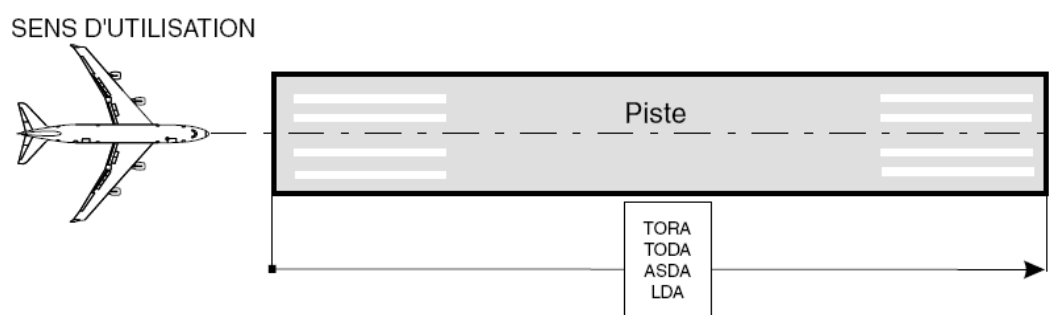 SENS D'UTILISATION
Piste
TORA
TODA
ASDA
LDA